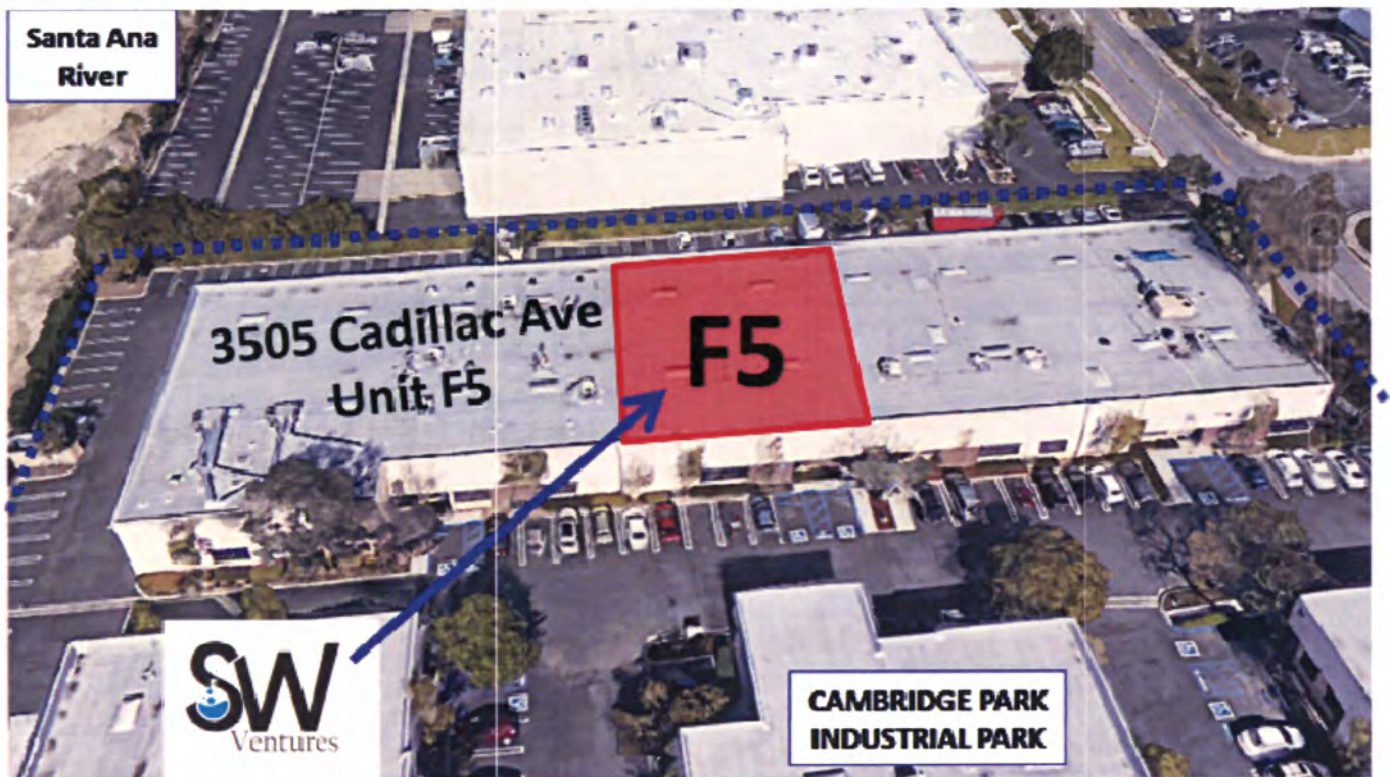 Santa Ana
River
3505 Cadillac Ave
Unit F5
F5
SW
Ventures
CAMBRIDGE PARK
INDUSTRIAL PARK